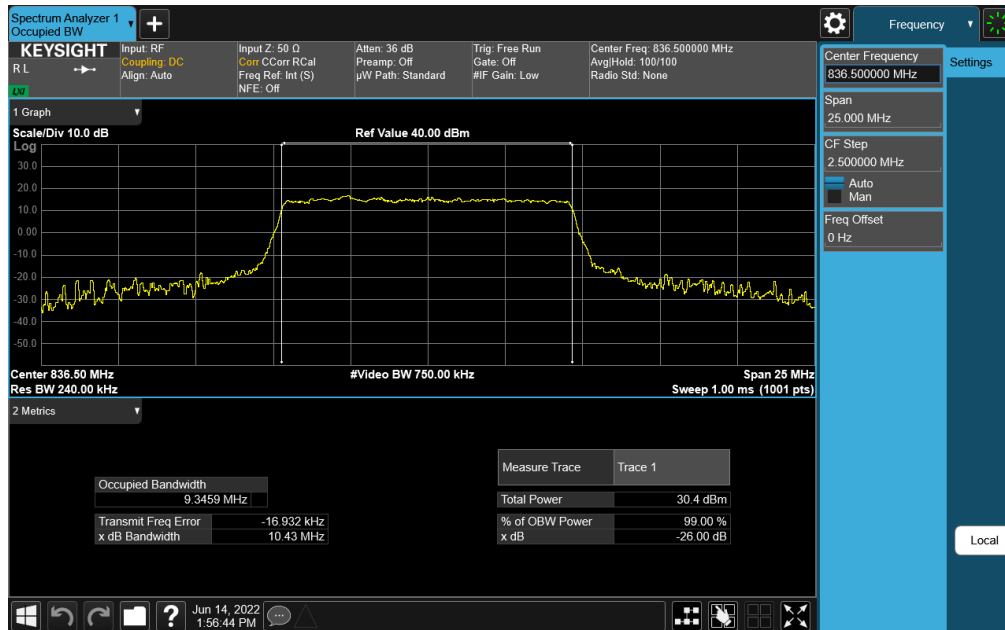 Spectrum Analyzer 1
Occupied BW
+
Frequency
KEYSIGHT
R L
LXI
Input: RF
Coupling: DC
Align: Auto
Input Z: 50 Ω
Corr CCorr RCal
Freq Ref: Int (S)
NFE: Off
Atten: 36 dB
Preamp: Off
µW Path: Standard
Trig: Free Run
Gate: Off
#IF Gain: Low
Center Freq: 836.500000 MHz
Avg|Hold: 100/100
Radio Std: None
Center Frequency
836.500000 MHz
Settings
Span
25.000 MHz
CF Step
2.500000 MHz
Auto
Man
Freq Offset
0 Hz
1 Graph
Scale/Div 10.0 dB
Ref Value 40.00 dBm
Log
30.0
20.0
10.0
0.00
-10.0
-20.0
-30.0
-40.0
-50.0
Center 836.50 MHz
#Video BW 750.00 kHz
Span 25 MHz
Res BW 240.00 kHz
Sweep 1.00 ms (1001 pts)
2 Metrics
Measure Trace
Trace 1
Occupied Bandwidth
9.3459 MHz
Total Power
30.4 dBm
Transmit Freq Error
-16.932 kHz
% of OBW Power
99.00 %
x dB Bandwidth
10.43 MHz
x dB
-26.00 dB
Local
?
Jun 14, 2022
1:56:44 PM